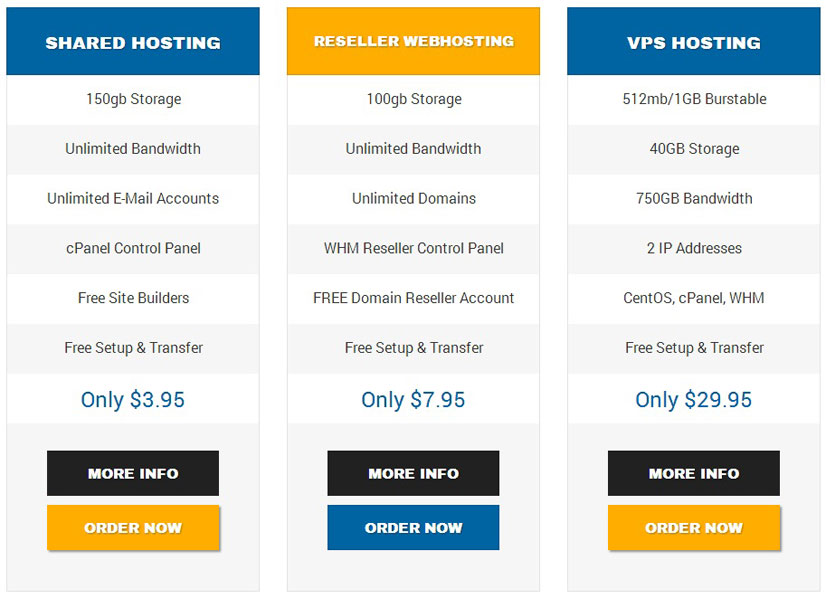 SHARED HOSTING
150gb Storage
Unlimited Bandwidth
Unlimited E-Mail Accounts
cPanel Control Panel
Free Site Builders
Free Setup & Transfer
Only $3.95
MORE INFO
ORDER NOW
RESELLER WEBHOSTING
100gb Storage
Unlimited Bandwidth
Unlimited Domains
WHM Reseller Control Panel
FREE Domain Reseller Account
Free Setup & Transfer
Only $7.95
MORE INFO
ORDER NOW
VPS HOSTING
512mb/1GB Burstable
40GB Storage
750GB Bandwidth
2 IP Addresses
CentOS, cPanel, WHM
Free Setup & Transfer
Only $29.95
MORE INFO
ORDER NOW